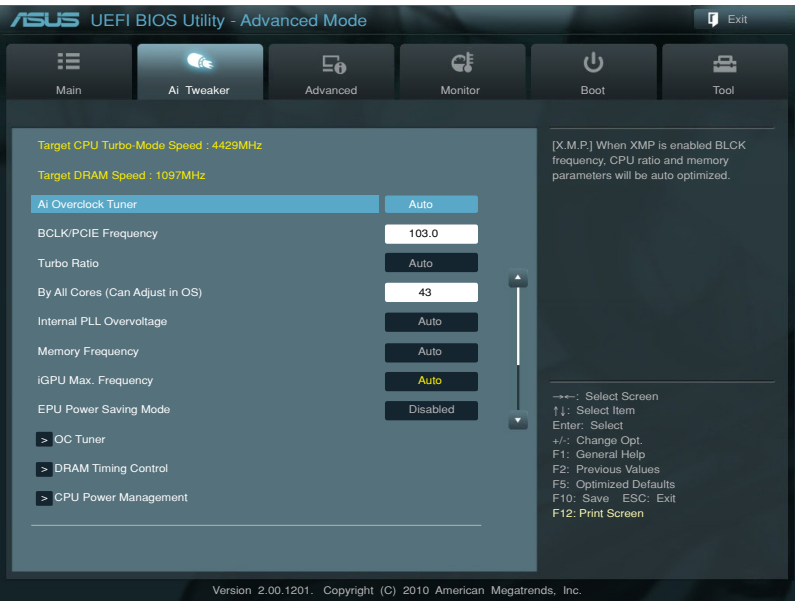 ASUS UEFI BIOS Utility - Advanced Mode
Exit
Main
Ai Tweaker
Advanced
Monitor
Boot
Tool
Target CPU Turbo-Mode Speed : 4429MHz
Target DRAM Speed : 1097MHz
Ai Overclock Tuner Auto
BCLK/PCIE Frequency 103.0
Turbo Ratio Auto
By All Cores (Can Adjust in OS) 43
Internal PLL Overvoltage Auto
Memory Frequency Auto
iGPU Max. Frequency Auto
EPU Power Saving Mode Disabled
> OC Tuner
> DRAM Timing Control
> CPU Power Management
[X.M.P.] When XMP is enabled BLCK
frequency, CPU ratio and memory
parameters will be auto optimized.
→←: Select Screen
↑↓: Select Item
Enter: Select
+/-: Change Opt.
F1: General Help
F2: Previous Values
F5: Optimized Defaults
F10: Save ESC: Exit
F12: Print Screen
Version 2.00.1201. Copyright (C) 2010 American Megatrends, Inc.